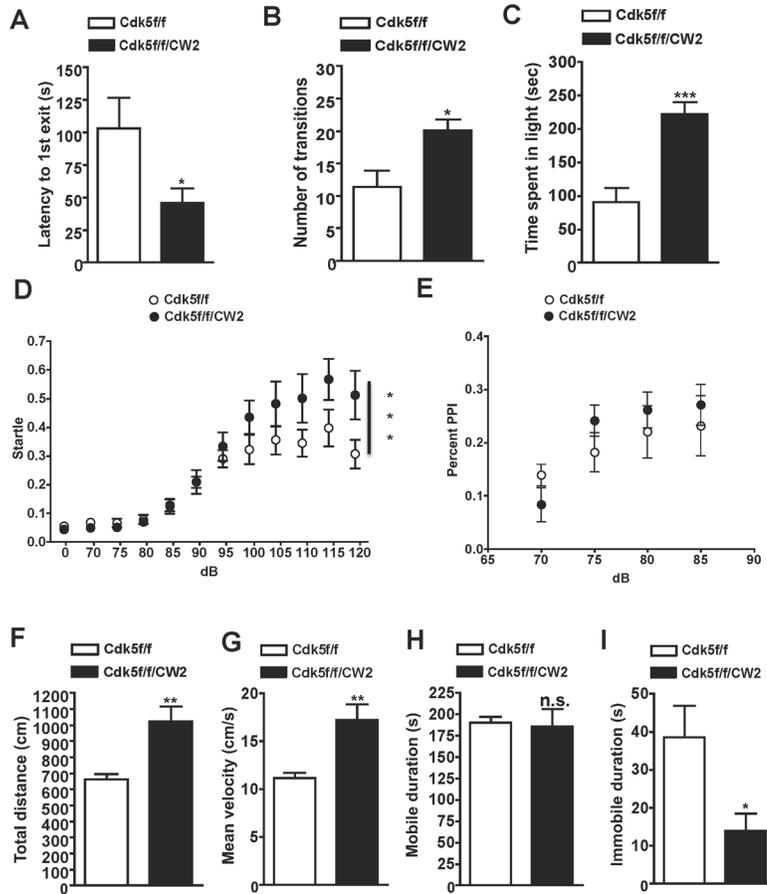 A
Cdk5f/f
Cdk5f/f/CW2
Latency to 1st exit (s)
150
125
100
75
50
25
0
*
B
Cdk5f/f
Cdk5f/f/CW2
Number of transitions
30
25
20
15
10
5
0
*
C
Cdk5f/f
Cdk5f/f/CW2
Time spent in light (sec)
300
250
200
150
100
50
0
***
D
Cdk5f/f
Cdk5f/f/CW2
Startle
0.7
0.6
0.5
0.4
0.3
0.2
0.1
0.0
0 70 75 80 85 90 95 100 105 110 115 120
dB
* * *
E
Cdk5f/f
Cdk5f/f/CW2
Percent PPI
0.4
0.3
0.2
0.1
0.0
65 70 75 80 85 90
dB
F
Cdk5f/f
Cdk5f/f/CW2
Total distance (cm)
1200
1100
1000
900
800
700
600
500
400
300
200
100
0
**
G
Cdk5f/f
Cdk5f/f/CW2
Mean velocity (cm/s)
20
15
10
5
0
**
H
Cdk5f/f
Cdk5f/f/CW2
Mobile duration (s)
225
200
175
150
125
100
75
50
25
0
n.s.
I
Cdk5f/f
Cdk5f/f/CW2
Immobile duration (s)
50
40
30
20
10
0
*